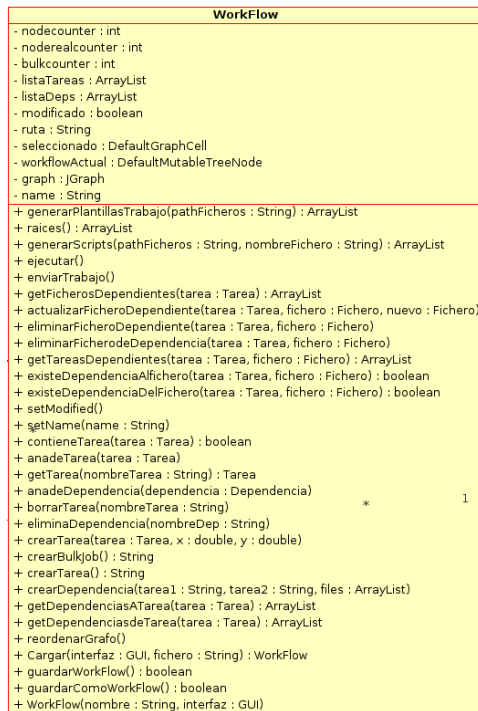 WorkFlow
- nodecounter : int
- noderealcounter : int
- bulkcounter : int
- listaTareas : ArrayList
- listaDeps : ArrayList
- modificado : boolean
- ruta : String
- seleccionado : DefaultGraphCell
- workflowActual : DefaultMutableTreeNode
- graph : JGraph
- name : String
+ generarPlantillasTrabajo(pathFicheros : String) : ArrayList
+ raices() : ArrayList
+ generarScripts(pathFicheros : String, nombreFichero : String) : ArrayList
+ ejecutar()
+ enviarTrabajo()
+ getFicherosDependientes(tarea : Tarea) : ArrayList
+ actualizarFicheroDependiente(tarea : Tarea, fichero : Fichero, nuevo : Fichero)
+ eliminarFicheroDependiente(tarea : Tarea, fichero : Fichero)
+ eliminarFicherodeDependencia(tarea : Tarea, fichero : Fichero)
+ getTareasDependientes(tarea : Tarea, fichero : Fichero) : ArrayList
+ existeDependenciaAlfichero(tarea : Tarea, fichero : Fichero) : boolean
+ existeDependenciaDelFichero(tarea : Tarea, fichero : Fichero) : boolean
+ setModified()
+ setName(name : String)
*
+ contieneTarea(tarea : Tarea) : boolean
+ anadeTarea(tarea : Tarea)
+ getTarea(nombreTarea : String) : Tarea
+ anadeDependencia(dependencia : Dependencia)
+ borrarTarea(nombreTarea : String)
* 1
+ eliminaDependencia(nombreDep : String)
+ crearTarea(tarea : Tarea, x : double, y : double)
+ crearBulkJob() : String
+ crearTarea() : String
+ crearDependencia(tarea1 : String, tarea2 : String, files : ArrayList)
+ getDependenciasATarea(tarea : Tarea) : ArrayList
+ getDependenciasdeTarea(tarea : Tarea) : ArrayList
+ reordenarGrafo()
+ Cargar(interfaz : GUI, fichero : String) : WorkFlow
+ guardarWorkFlow() : boolean
+ guardarComoWorkFlow() : boolean
+ WorkFlow(nombre : String, interfaz : GUI)